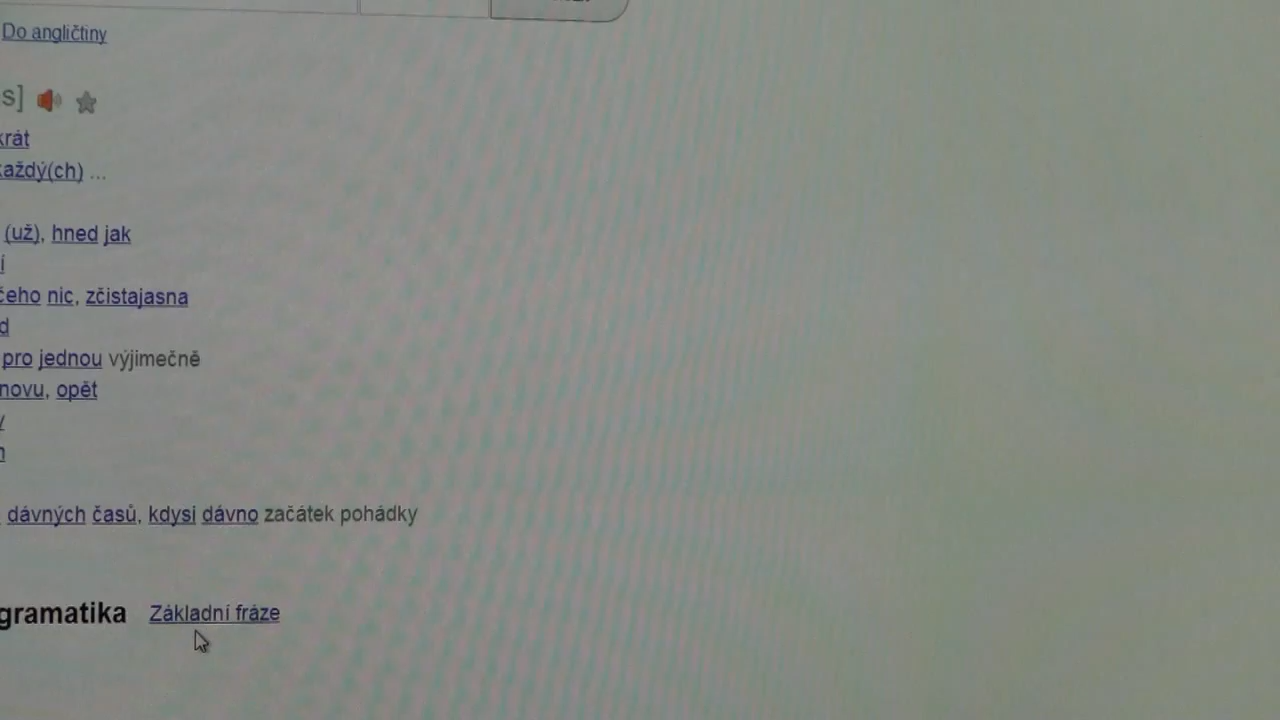 Do angličtiny
s]
krát
každý(ch) ...
(už), hned jak
í
čeho nic, zčistajasna
d
pro jednou výjimečně
novu, opět
y
h
dávných časů, kdysi dávno začátek pohádky
gramatika Základní fráze